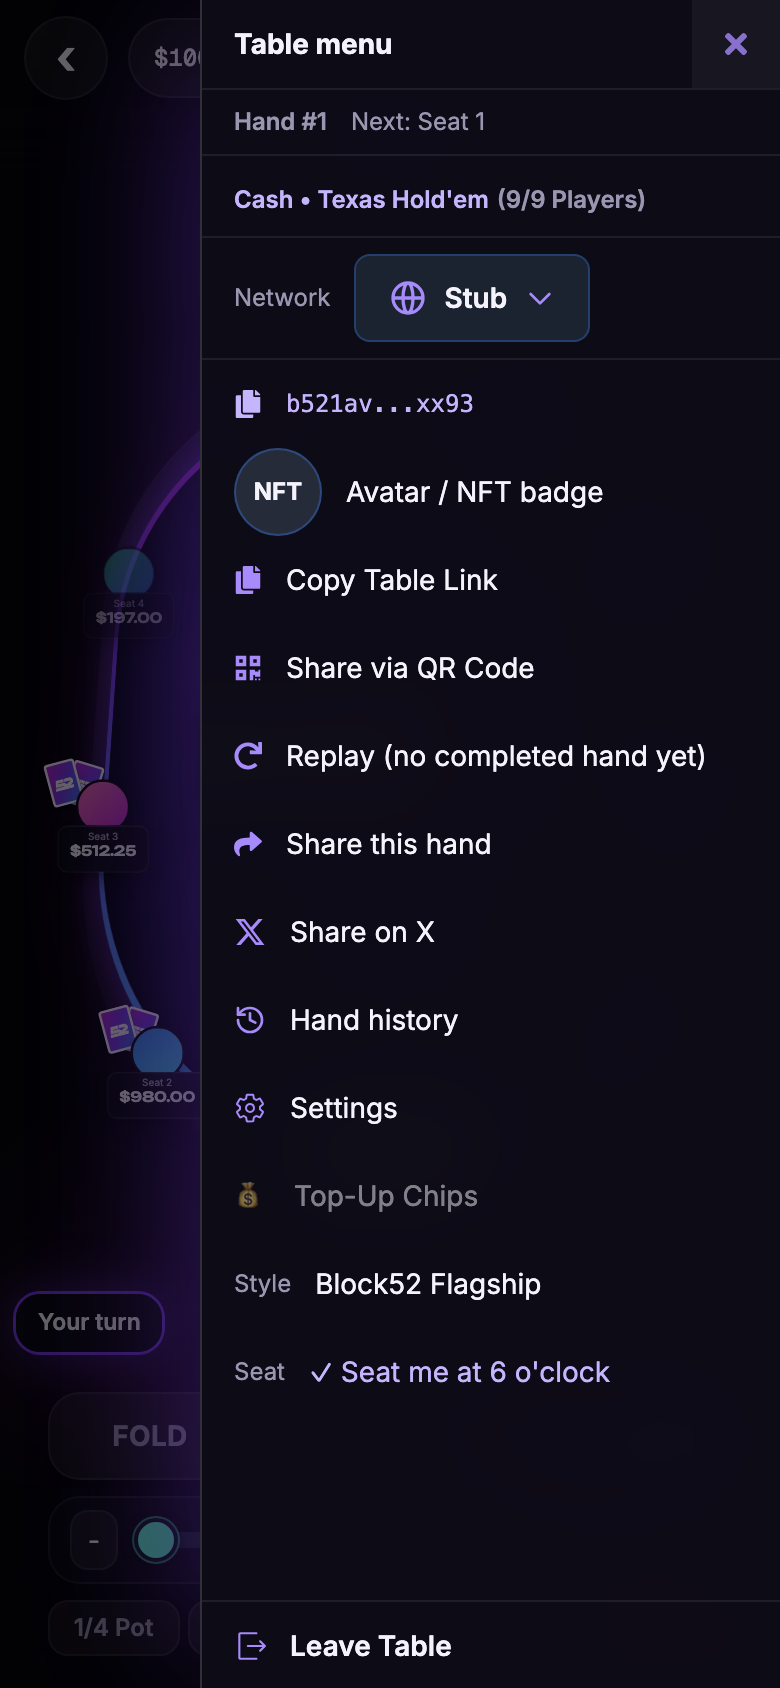 Table menu
$10
Hand #1 Next: Seat 1
Cash • Texas Hold'em (9/9 Players)
Network Stub
b521av...xx93
NFT Avatar / NFT badge
Copy Table Link
Seat 4
$197.00
Share via QR Code
Replay (no completed hand yet)
52
Seat 3
$512.25
Share this hand
Share on X
Hand history
52
Seat 2
$980.00
Settings
Top-Up Chips
Style Block52 Flagship
Your turn
Seat ✓ Seat me at 6 o'clock
FOLD
-
1/4 Pot
Leave Table